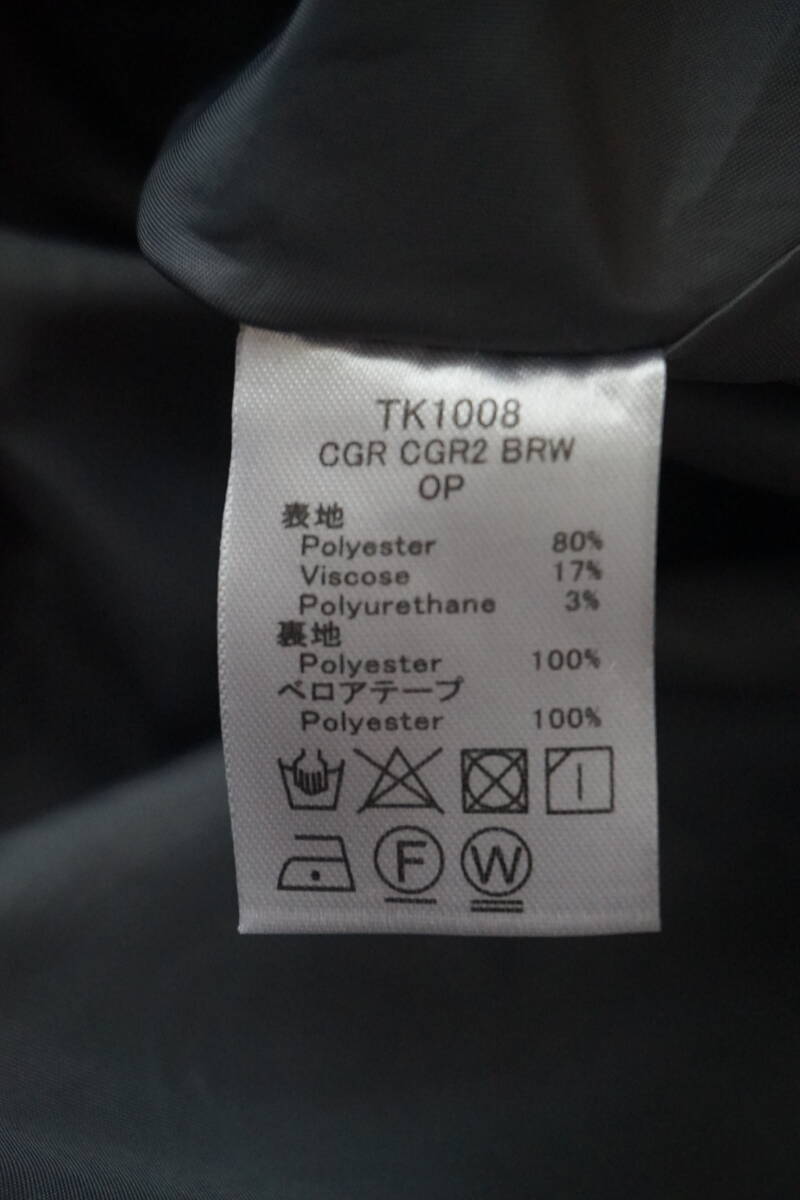 TK1008
CGR CGR2 BRW
OP
表地
Polyester 80%
Viscose 17%
Polyurethane 3%
裏地
Polyester 100%
ベロアテープ
Polyester 100%
F W